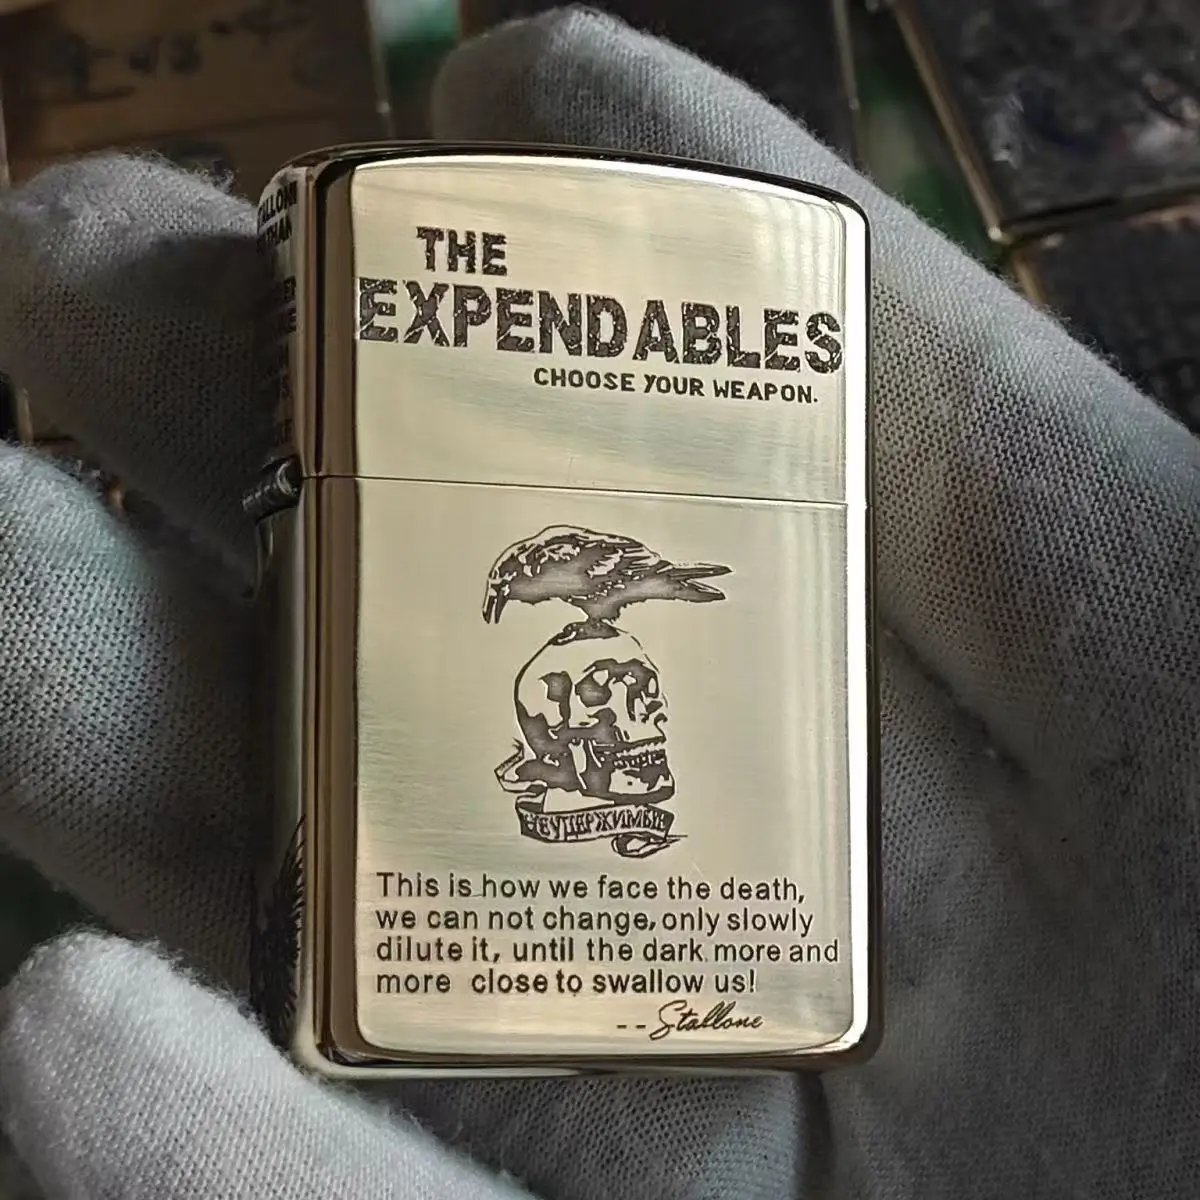 THE
EXPENDABLES
CHOOSE YOUR WEAPON.
НЕУДЕРЖИМЫЕ
This is how we face the death,
we can not change, only slowly
dilute it, until the dark more and
more close to swallow us!
--Stallone